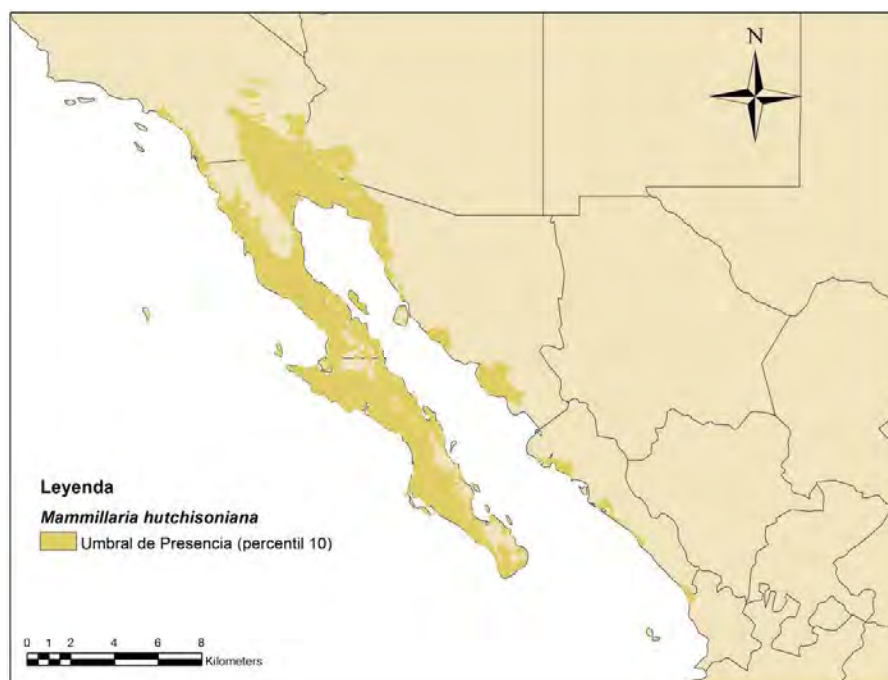 N
Leyenda
Mammillaria hutchisoniana
Umbral de Presencia (percentil 10)
0 1 2 4 6 8
Kilometers